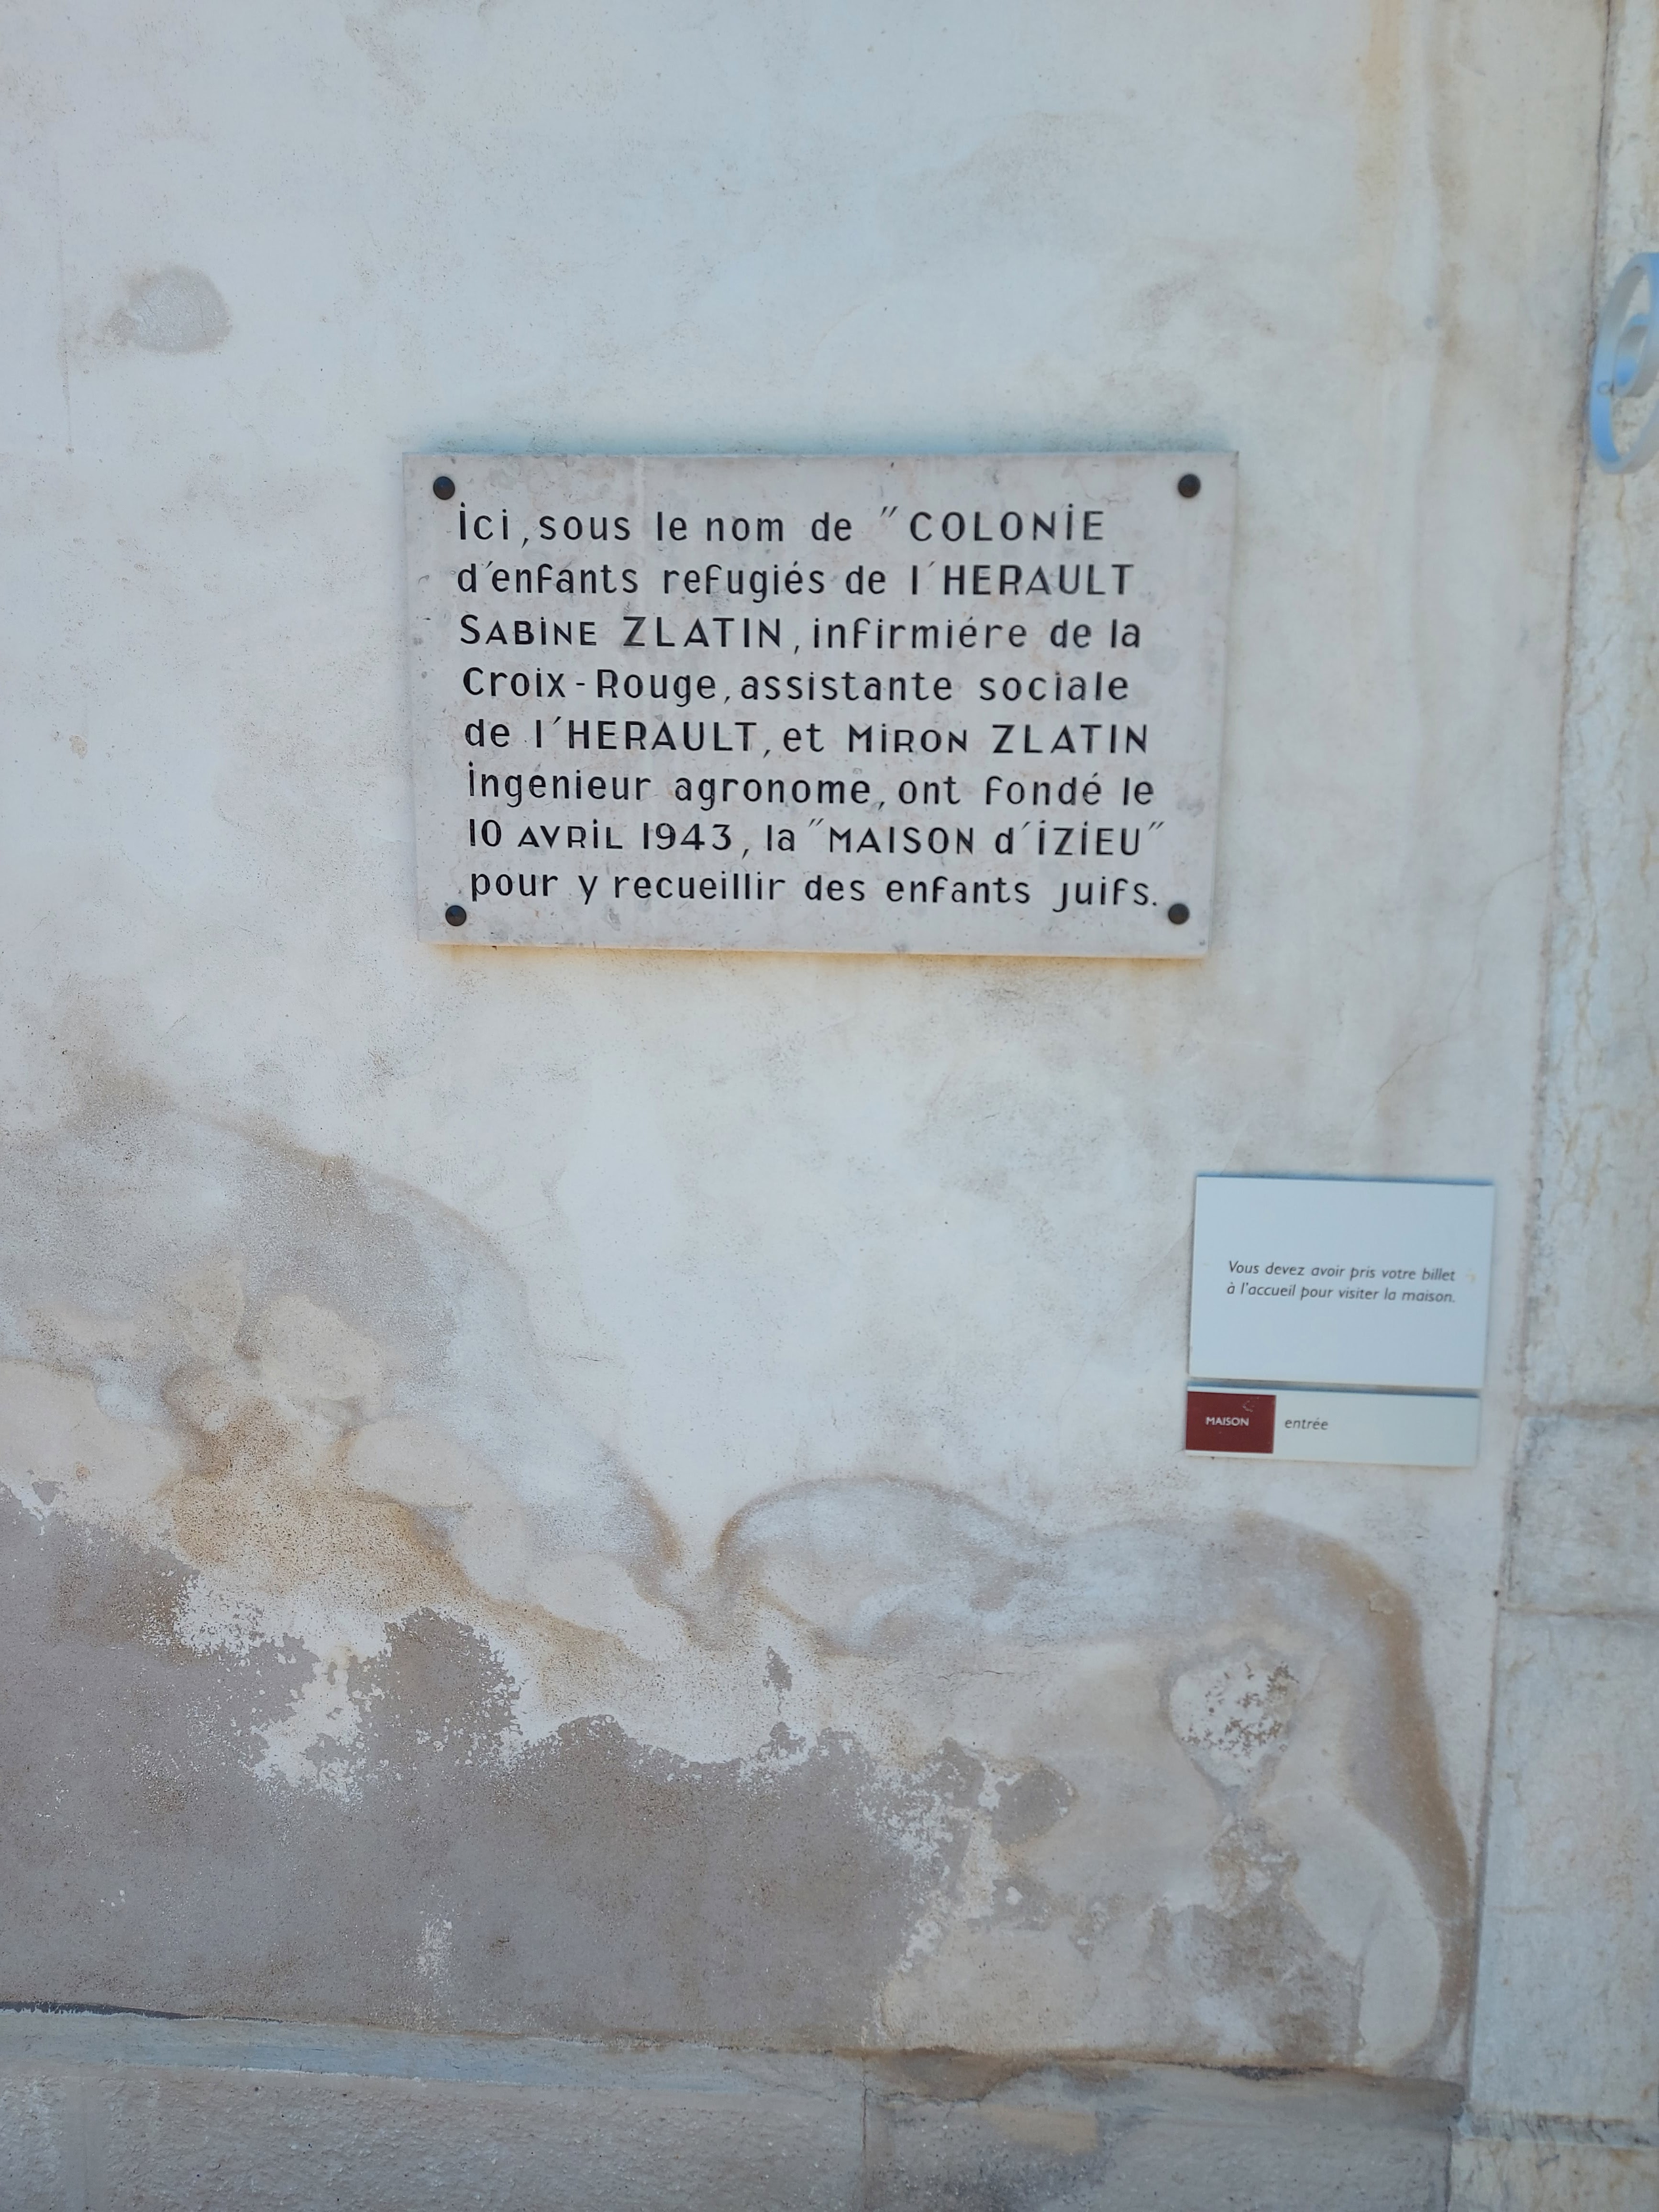 ici, sous le nom de "COLONiE
d'enfants refugiés de l'HERAULT
SABiNE ZLATIN, infirmiére de la
Croix-Rouge, assistante sociale
de l'HERAULT, et MiRON ZLATIN
ingénieur agronome, ont fondé le
10 AVRiL 1943, la "MAISON d'iZiEU"
pour y recueillir des enfants juifs.
Vous devez avoir pris votre billet
à l'accueil pour visiter la maison.
MAISON entrée